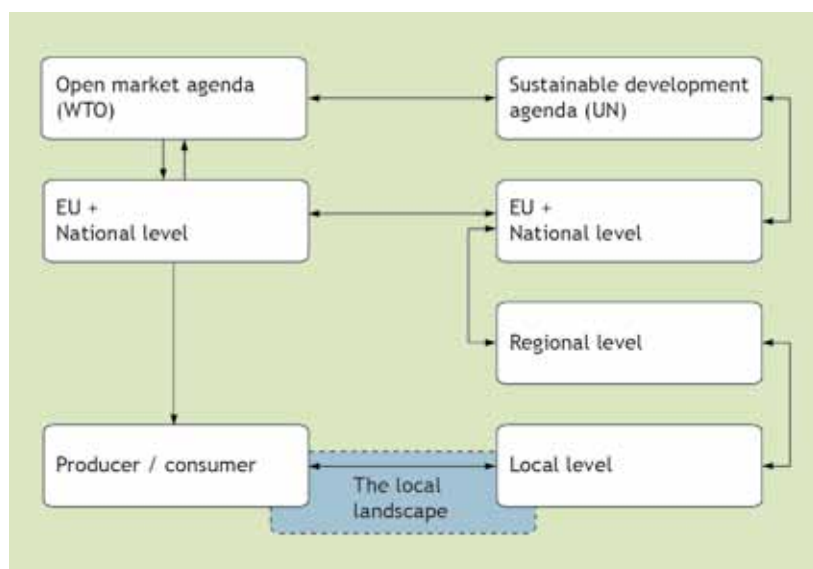 Open market agenda
(WTO)
Sustainable development
agenda (UN)
EU +
National level
EU +
National level
Regional level
Producer / consumer
The local
landscape
Local level